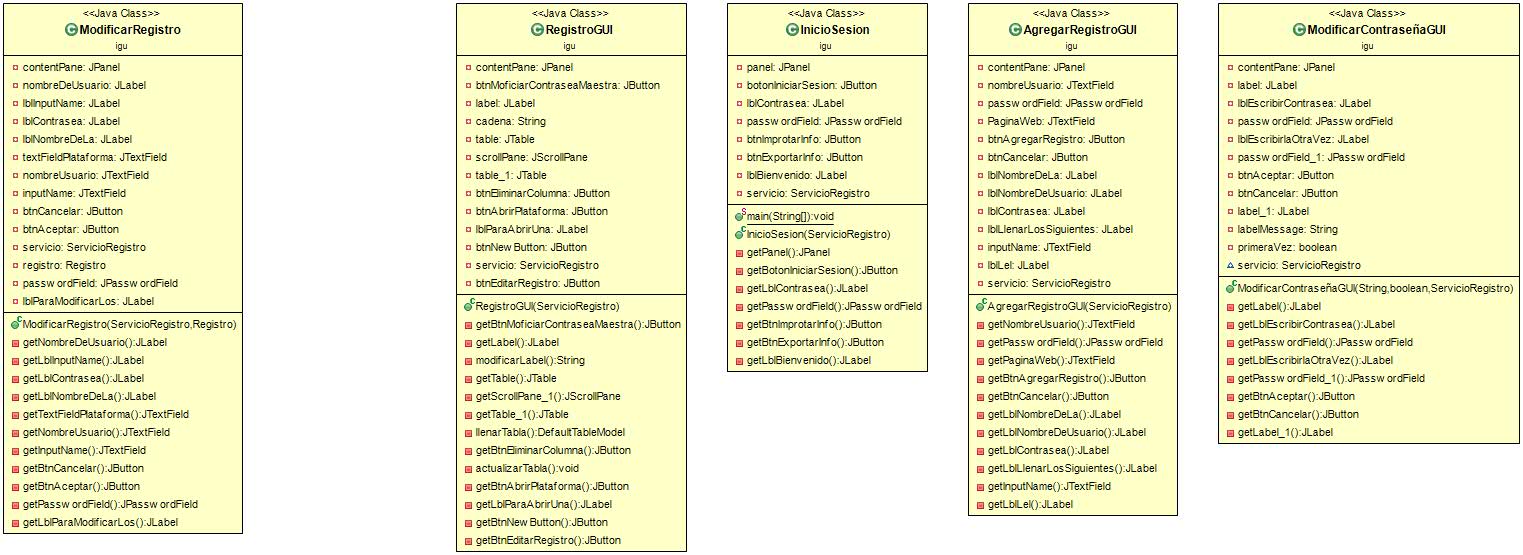 <<Java Class>>
ModificarRegistro
igu
contentPane: JPanel
nombreDeUsuario: JLabel
lblInputName: JLabel
lblContrasea: JLabel
lblNombreDeLa: JLabel
textFieldPlataforma: JTextField
nombreUsuario: JTextField
inputName: JTextField
btnCancelar: JButton
btnAceptar: JButton
servicio: ServicioRegistro
registro: Registro
passwordField: JPasswordField
lblParaModificarLos: JLabel
ModificarRegistro(ServicioRegistro,Registro)
getNombreDeUsuario():JLabel
getLblInputName():JLabel
getLblContrasea():JLabel
getLblNombreDeLa():JLabel
getTextFieldPlataforma():JTextField
getNombreUsuario():JTextField
getInputName():JTextField
getBtnCancelar():JButton
getBtnAceptar():JButton
getPasswordField():JPasswordField
getLblParaModificarLos():JLabel
<<Java Class>>
RegistroGUI
igu
contentPane: JPanel
btnMoficiarContraseaMaestra: JButton
label: JLabel
cadena: String
table: JTable
scrollPane: JScrollPane
table_1: JTable
btnEliminarColumna: JButton
btnAbrirPlataforma: JButton
lblParaAbrirUna: JLabel
btnNewButton: JButton
servicio: ServicioRegistro
btnEditarRegistro: JButton
RegistroGUI(ServicioRegistro)
getBtnMoficiarContraseaMaestra():JButton
getLabel():JLabel
modificarLabel():String
getTable():JTable
getScrollPane_1():JScrollPane
getTable_1():JTable
llenarTabla():DefaultTableModel
getBtnEliminarColumna():JButton
actualizarTabla():void
getBtnAbrirPlataforma():JButton
getLblParaAbrirUna():JLabel
getBtnNewButton():JButton
getBtnEditarRegistro():JButton
<<Java Class>>
InicioSesion
igu
panel: JPanel
botonIniciarSesion: JButton
lblContrasea: JLabel
passwordField: JPasswordField
btnImprotarInfo: JButton
btnExportarInfo: JButton
lblBienvenido: JLabel
servicio: ServicioRegistro
main(String[]):void
InicioSesion(ServicioRegistro)
getPanel():JPanel
getBotonIniciarSesion():JButton
getLblContrasea():JLabel
getPasswordField():JPasswordField
getBtnImprotarInfo():JButton
getBtnExportarInfo():JButton
getLblBienvenido():JLabel
<<Java Class>>
AgregarRegistroGUI
igu
contentPane: JPanel
nombreUsuario: JTextField
passwordField: JPasswordField
PaginaWeb: JTextField
btnAgregarRegistro: JButton
btnCancelar: JButton
lblNombreDeLa: JLabel
lblNombreDeUsuario: JLabel
lblContrasea: JLabel
lblLlenarLosSiguientes: JLabel
inputName: JTextField
lblLel: JLabel
servicio: ServicioRegistro
AgregarRegistroGUI(ServicioRegistro)
getNombreUsuario():JTextField
getPasswordField():JPasswordField
getPaginaWeb():JTextField
getBtnAgregarRegistro():JButton
getBtnCancelar():JButton
getLblNombreDeLa():JLabel
getLblNombreDeUsuario():JLabel
getLblContrasea():JLabel
getLblLlenarLosSiguientes():JLabel
getInputName():JTextField
getLblLel():JLabel
<<Java Class>>
ModificarContraseñaGUI
igu
contentPane: JPanel
label: JLabel
lblEscribirContrasea: JLabel
passwordField: JPasswordField
lblEscribirlaOtraVez: JLabel
passwordField_1: JPasswordField
btnAceptar: JButton
btnCancelar: JButton
label_1: JLabel
labelMessage: String
primeraVez: boolean
servicio: ServicioRegistro
ModificarContraseñaGUI(String,boolean,ServicioRegistro)
getLabel():JLabel
getLblEscribirContrasea():JLabel
getPasswordField():JPasswordField
getLblEscribirlaOtraVez():JLabel
getPasswordField_1():JPasswordField
getBtnAceptar():JButton
getBtnCancelar():JButton
getLabel_1():JLabel